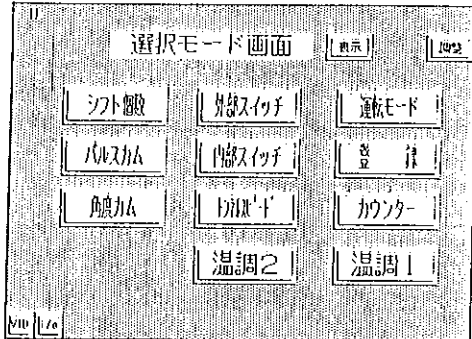 選択モード画面 表示 調整
シフト個数 外部スイッチ 運転モード
パルスカム 内部スイッチ 登 録
角度カム カウンター
温調2 温調1
I/O